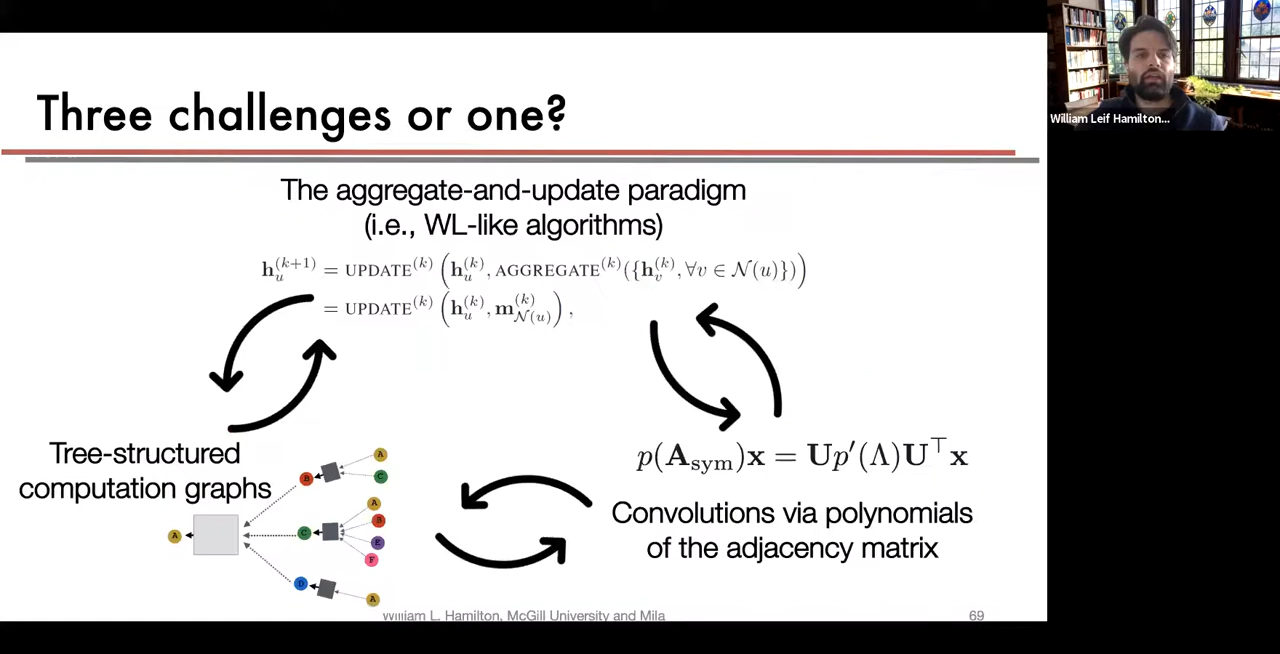 Three challenges or one?
William Leif Hamilton...
The aggregate-and-update paradigm
(i.e., WL-like algorithms)
h_u^{(k+1)} = UPDATE^{(k)} ( h_u^{(k)}, AGGREGATE^{(k)}({h_v^{(k)}, ∀v ∈ N(u)}) )
= UPDATE^{(k)} ( h_u^{(k)}, m_{N(u)}^{(k)} ),
Tree-structured
computation graphs
A
B
C
D
A
C
A
B
E
F
A
p(A_sym)x = Up′(Λ)U^⊤x
Convolutions via polynomials
of the adjacency matrix
William L. Hamilton, McGill University and Mila
69